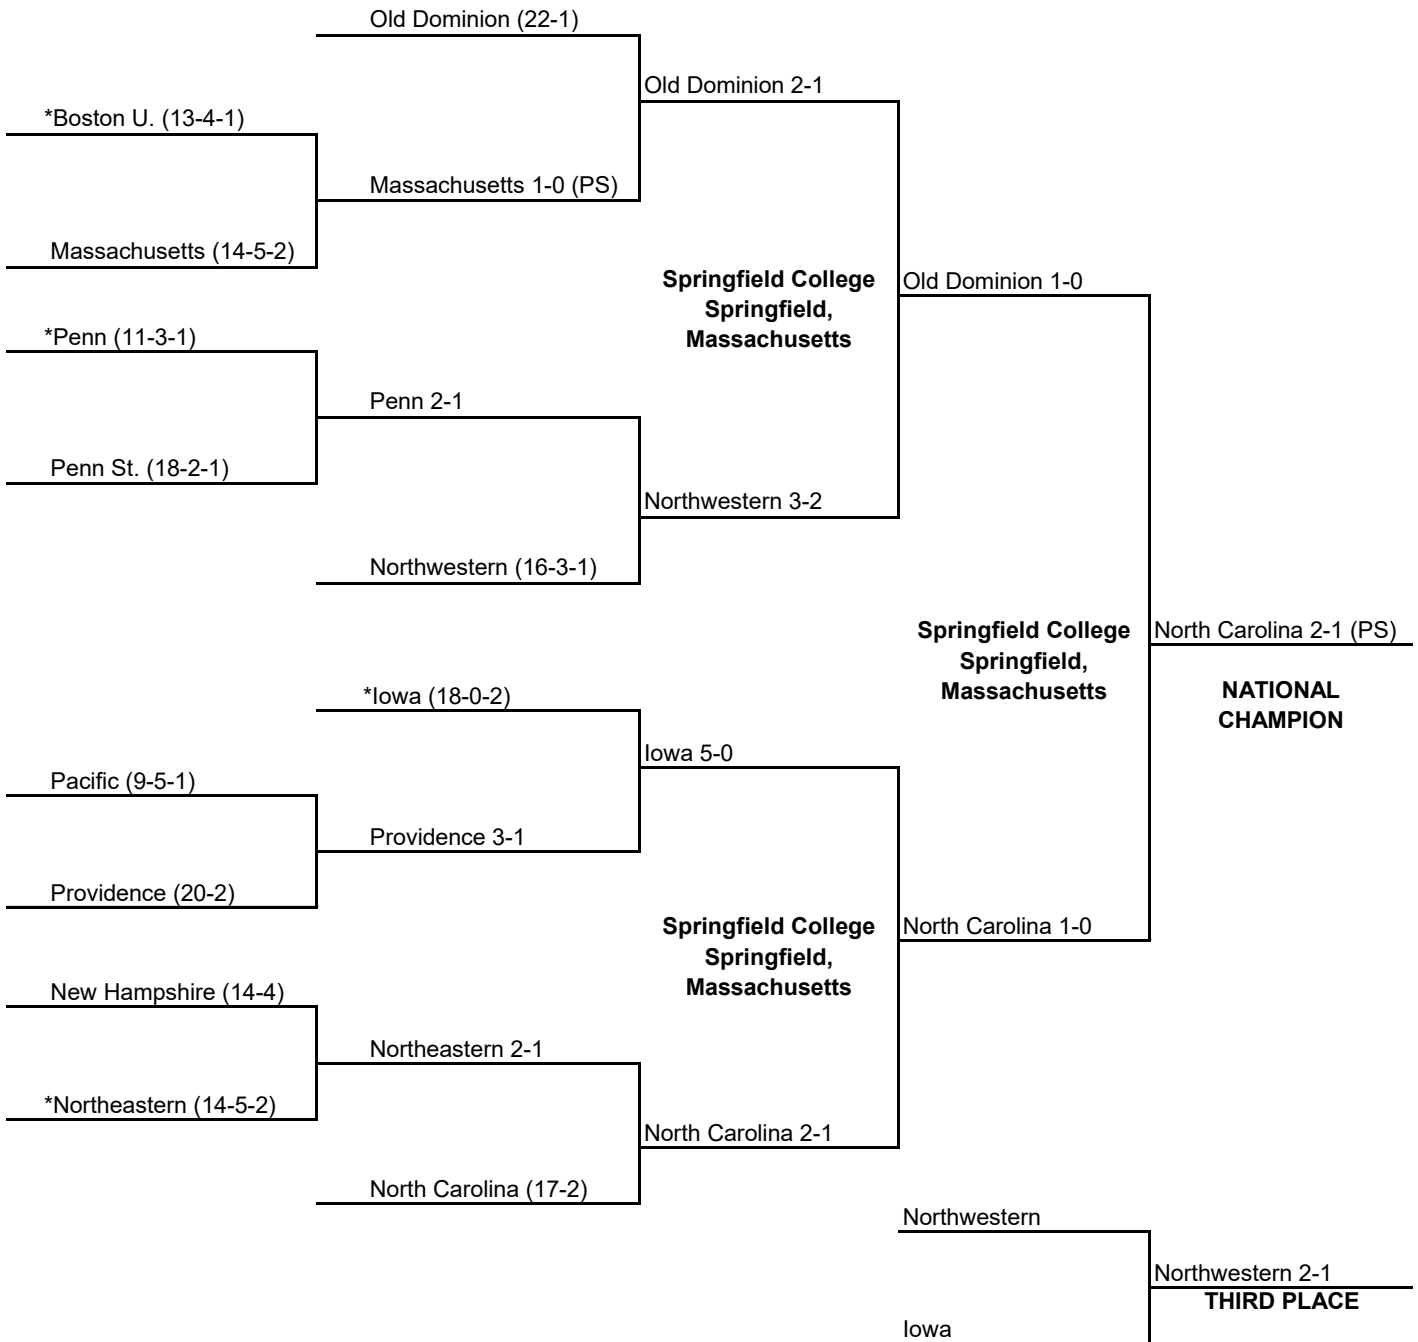 Old Dominion (22-1)
Old Dominion 2-1
*Boston U. (13-4-1)
Massachusetts 1-0 (PS)
Massachusetts (14-5-2)
Springfield College
Springfield,
Massachusetts
Old Dominion 1-0
*Penn (11-3-1)
Penn 2-1
Penn St. (18-2-1)
Northwestern 3-2
Northwestern (16-3-1)
Springfield College
Springfield,
Massachusetts
North Carolina 2-1 (PS)
NATIONAL
CHAMPION
*Iowa (18-0-2)
Iowa 5-0
Pacific (9-5-1)
Providence 3-1
Providence (20-2)
Springfield College
Springfield,
Massachusetts
North Carolina 1-0
New Hampshire (14-4)
Northeastern 2-1
*Northeastern (14-5-2)
North Carolina 2-1
North Carolina (17-2)
Northwestern
Northwestern 2-1
THIRD PLACE
Iowa